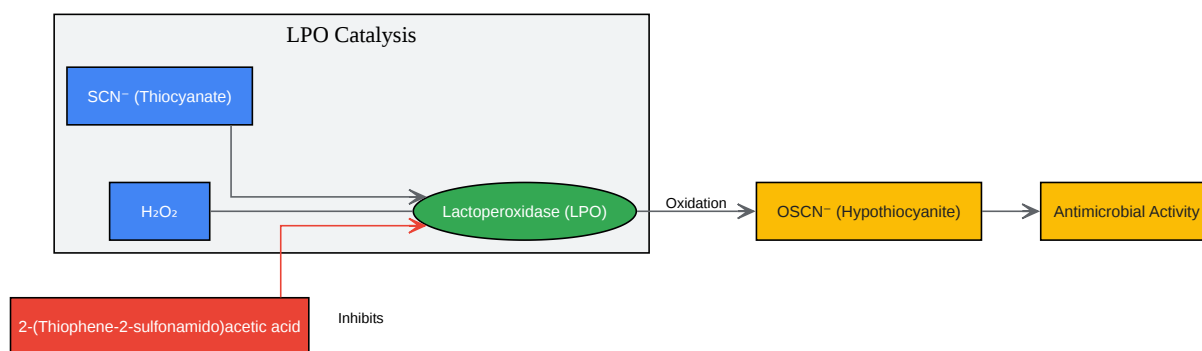 LPO Catalysis
SCN⁻ (Thiocyanate)
H₂O₂
Lactoperoxidase (LPO)
Oxidation
OSCN⁻ (Hypothiocyanite)
Antimicrobial Activity
2-(Thiophene-2-sulfonamido)acetic acid
Inhibits